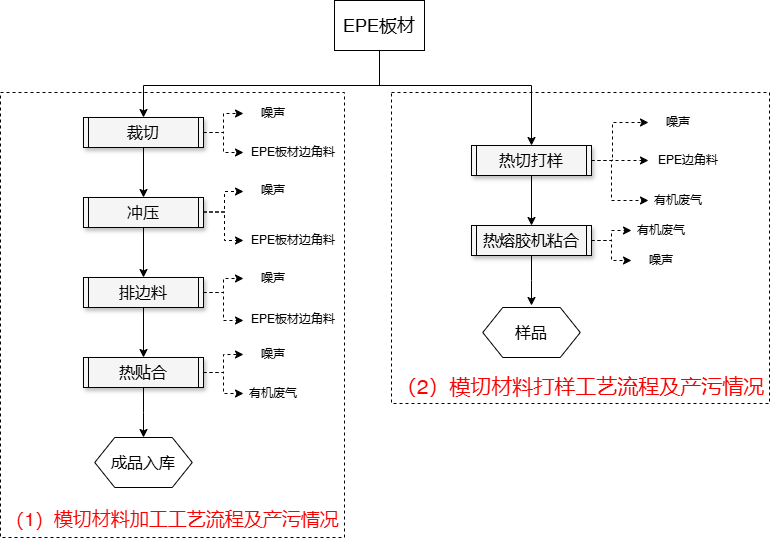 EPE板材
裁切
噪声
EPE板材边角料
冲压
噪声
EPE板材边角料
排边料
噪声
EPE板材边角料
热贴合
噪声
有机废气
成品入库
（1）模切材料加工工艺流程及产污情况
热切打样
噪声
EPE边角料
有机废气
热熔胶机粘合
有机废气
噪声
样品
（2）模切材料打样工艺流程及产污情况